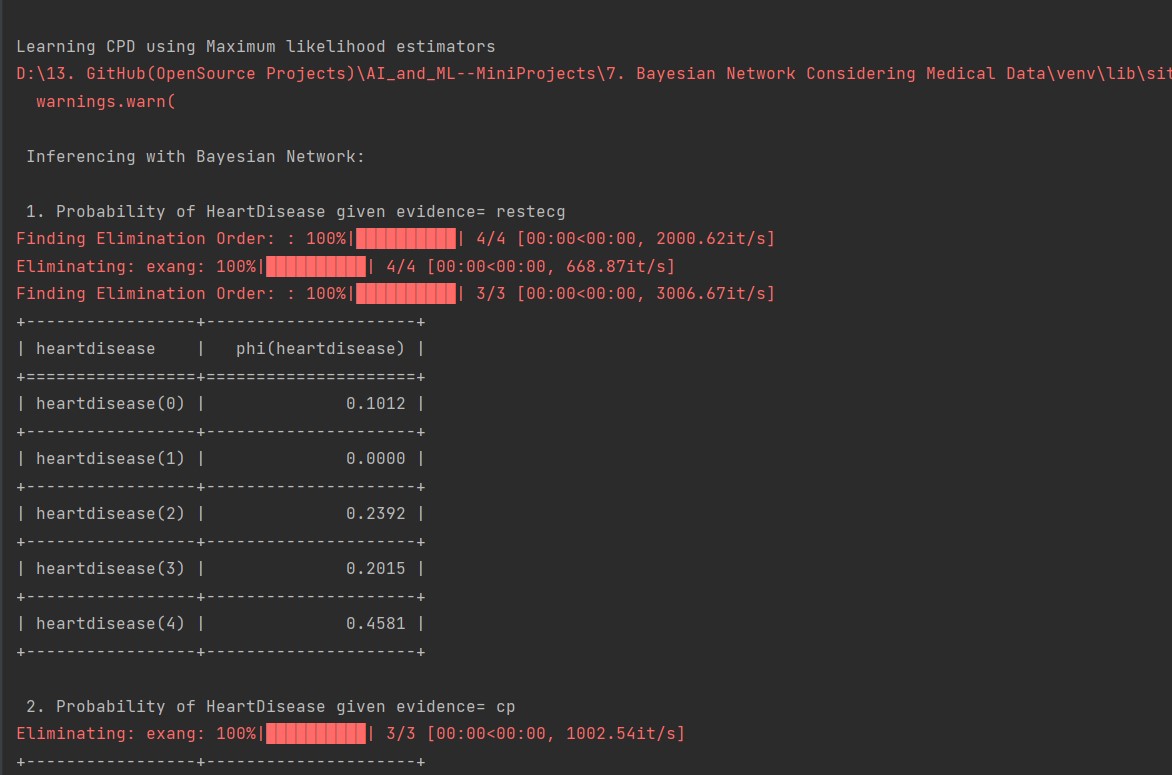 Learning CPD using Maximum likelihood estimators
D:\13. GitHub(OpenSource Projects)\AI_and_ML--MiniProjects\7. Bayesian Network Considering Medical Data\venv\lib\sit
  warnings.warn(
 Inferencing with Bayesian Network:
 1. Probability of HeartDisease given evidence= restecg
Finding Elimination Order: : 100%|██████████| 4/4 [00:00<00:00, 2000.62it/s]
Eliminating: exang: 100%|██████████| 4/4 [00:00<00:00, 668.87it/s]
Finding Elimination Order: : 100%|██████████| 3/3 [00:00<00:00, 3006.67it/s]
+-----------------+---------------------+
| heartdisease    |   phi(heartdisease) |
+=================+=====================+
| heartdisease(0) |              0.1012 |
+-----------------+---------------------+
| heartdisease(1) |              0.0000 |
+-----------------+---------------------+
| heartdisease(2) |              0.2392 |
+-----------------+---------------------+
| heartdisease(3) |              0.2015 |
+-----------------+---------------------+
| heartdisease(4) |              0.4581 |
+-----------------+---------------------+
 2. Probability of HeartDisease given evidence= cp
Eliminating: exang: 100%|██████████| 3/3 [00:00<00:00, 1002.54it/s]
+-----------------+---------------------+